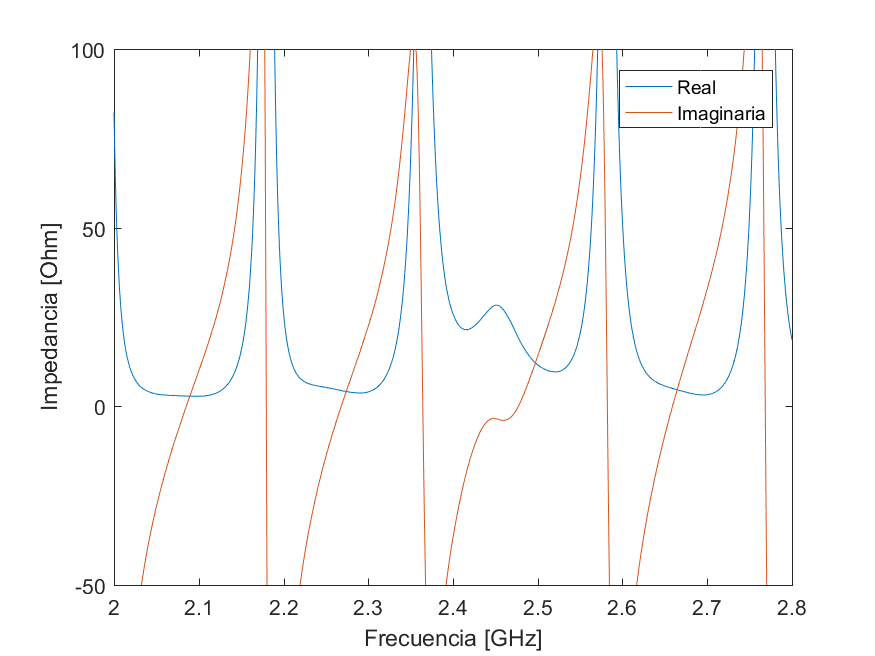 100
50
0
-50
Impedancia [Ohm]
Real
Imaginaria
2 2.1 2.2 2.3 2.4 2.5 2.6 2.7 2.8
Frecuencia [GHz]